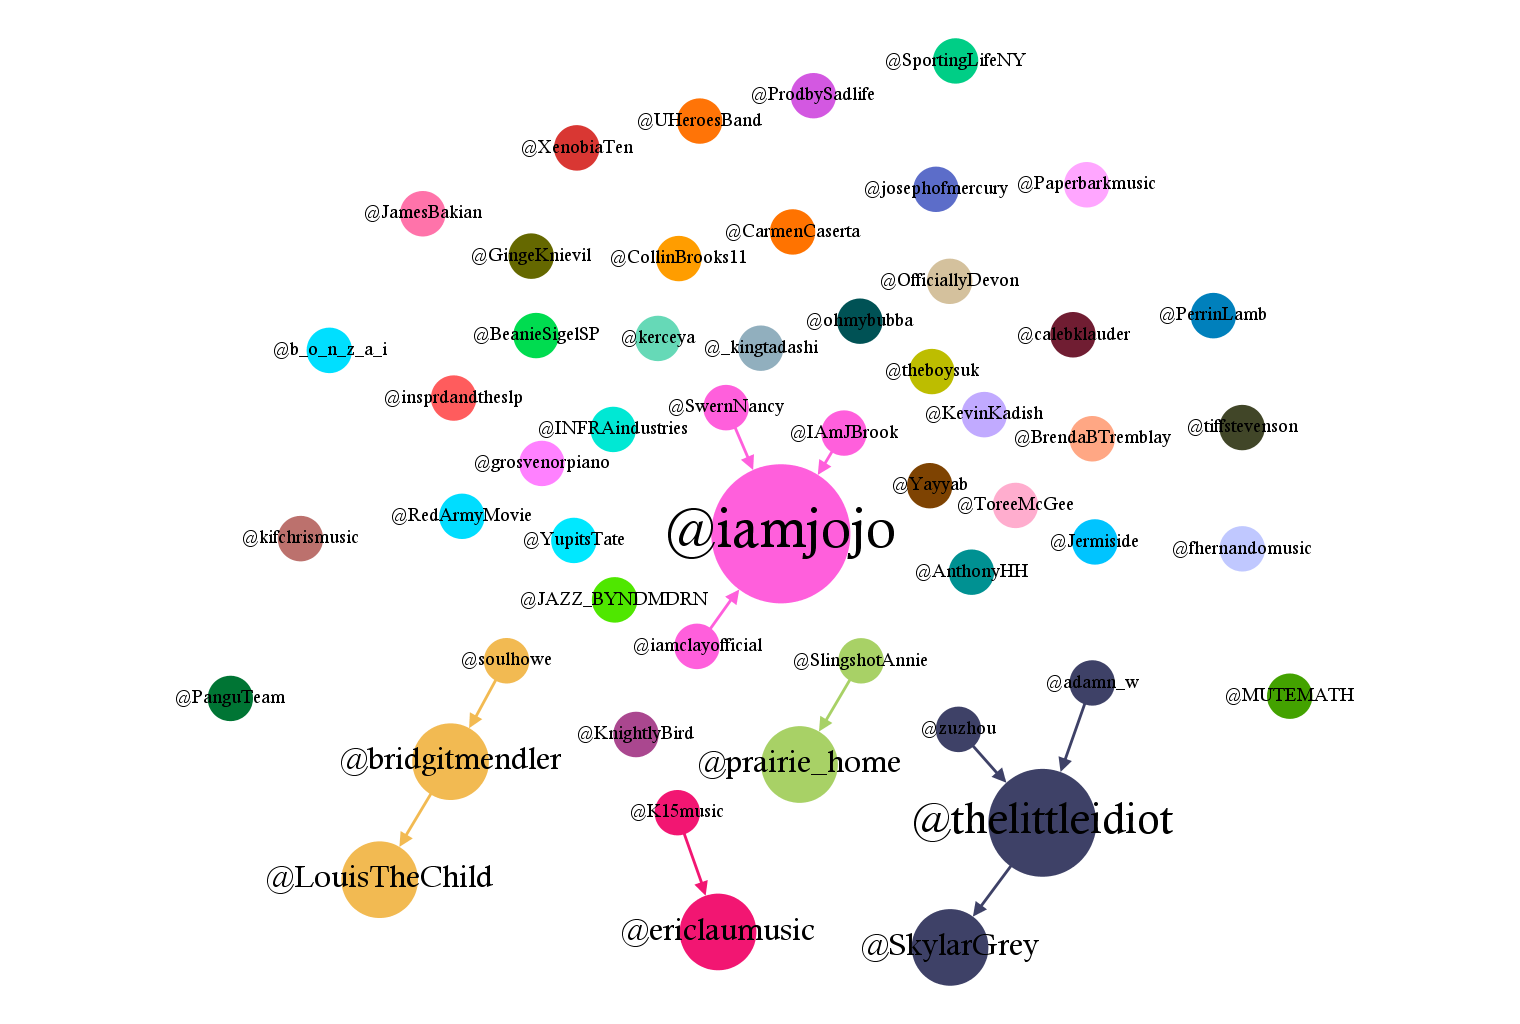 @SportingLifeNY
@ProdbySadlife
@UHeroesBand
@XenobiaTen
@josephofmercury
@Paperbarkmusic
@JamesBakian
@CarmenCaserta
@GingeKnievil
@CollinBrooks11
@OfficiallyDevon
@PerrinLamb
@ohmybubba
@BeanieSigelSP
@calebklauder
@kerceya
@_kingtadashi
@b_o_n_z_a_i
@theboysuk
@insprdandtheslp
@SwernNancy
@KevinKadish
@INFRAindustries
@IAmJBrook
@BrendaBTremblay
@tiffstevenson
@grosvenorpiano
@Yayyab
@ToreeMcGee
@RedArmyMovie
@iamjojo
@kifchrismusic
@YupitsTate
@Jermiside
@fhernandomusic
@AnthonyHH
@JAZZ_BYNDMDRN
@iamclayofficial
@soulhowe
@SlingshotAnnie
@adamn_w
@PanguTeam
@MUTEMATH
@zuzhou
@KnightlyBird
@bridgitmendler
@prairie_home
@K15music
@thelittleidiot
@LouisTheChild
@ericlaumusic
@SkylarGrey